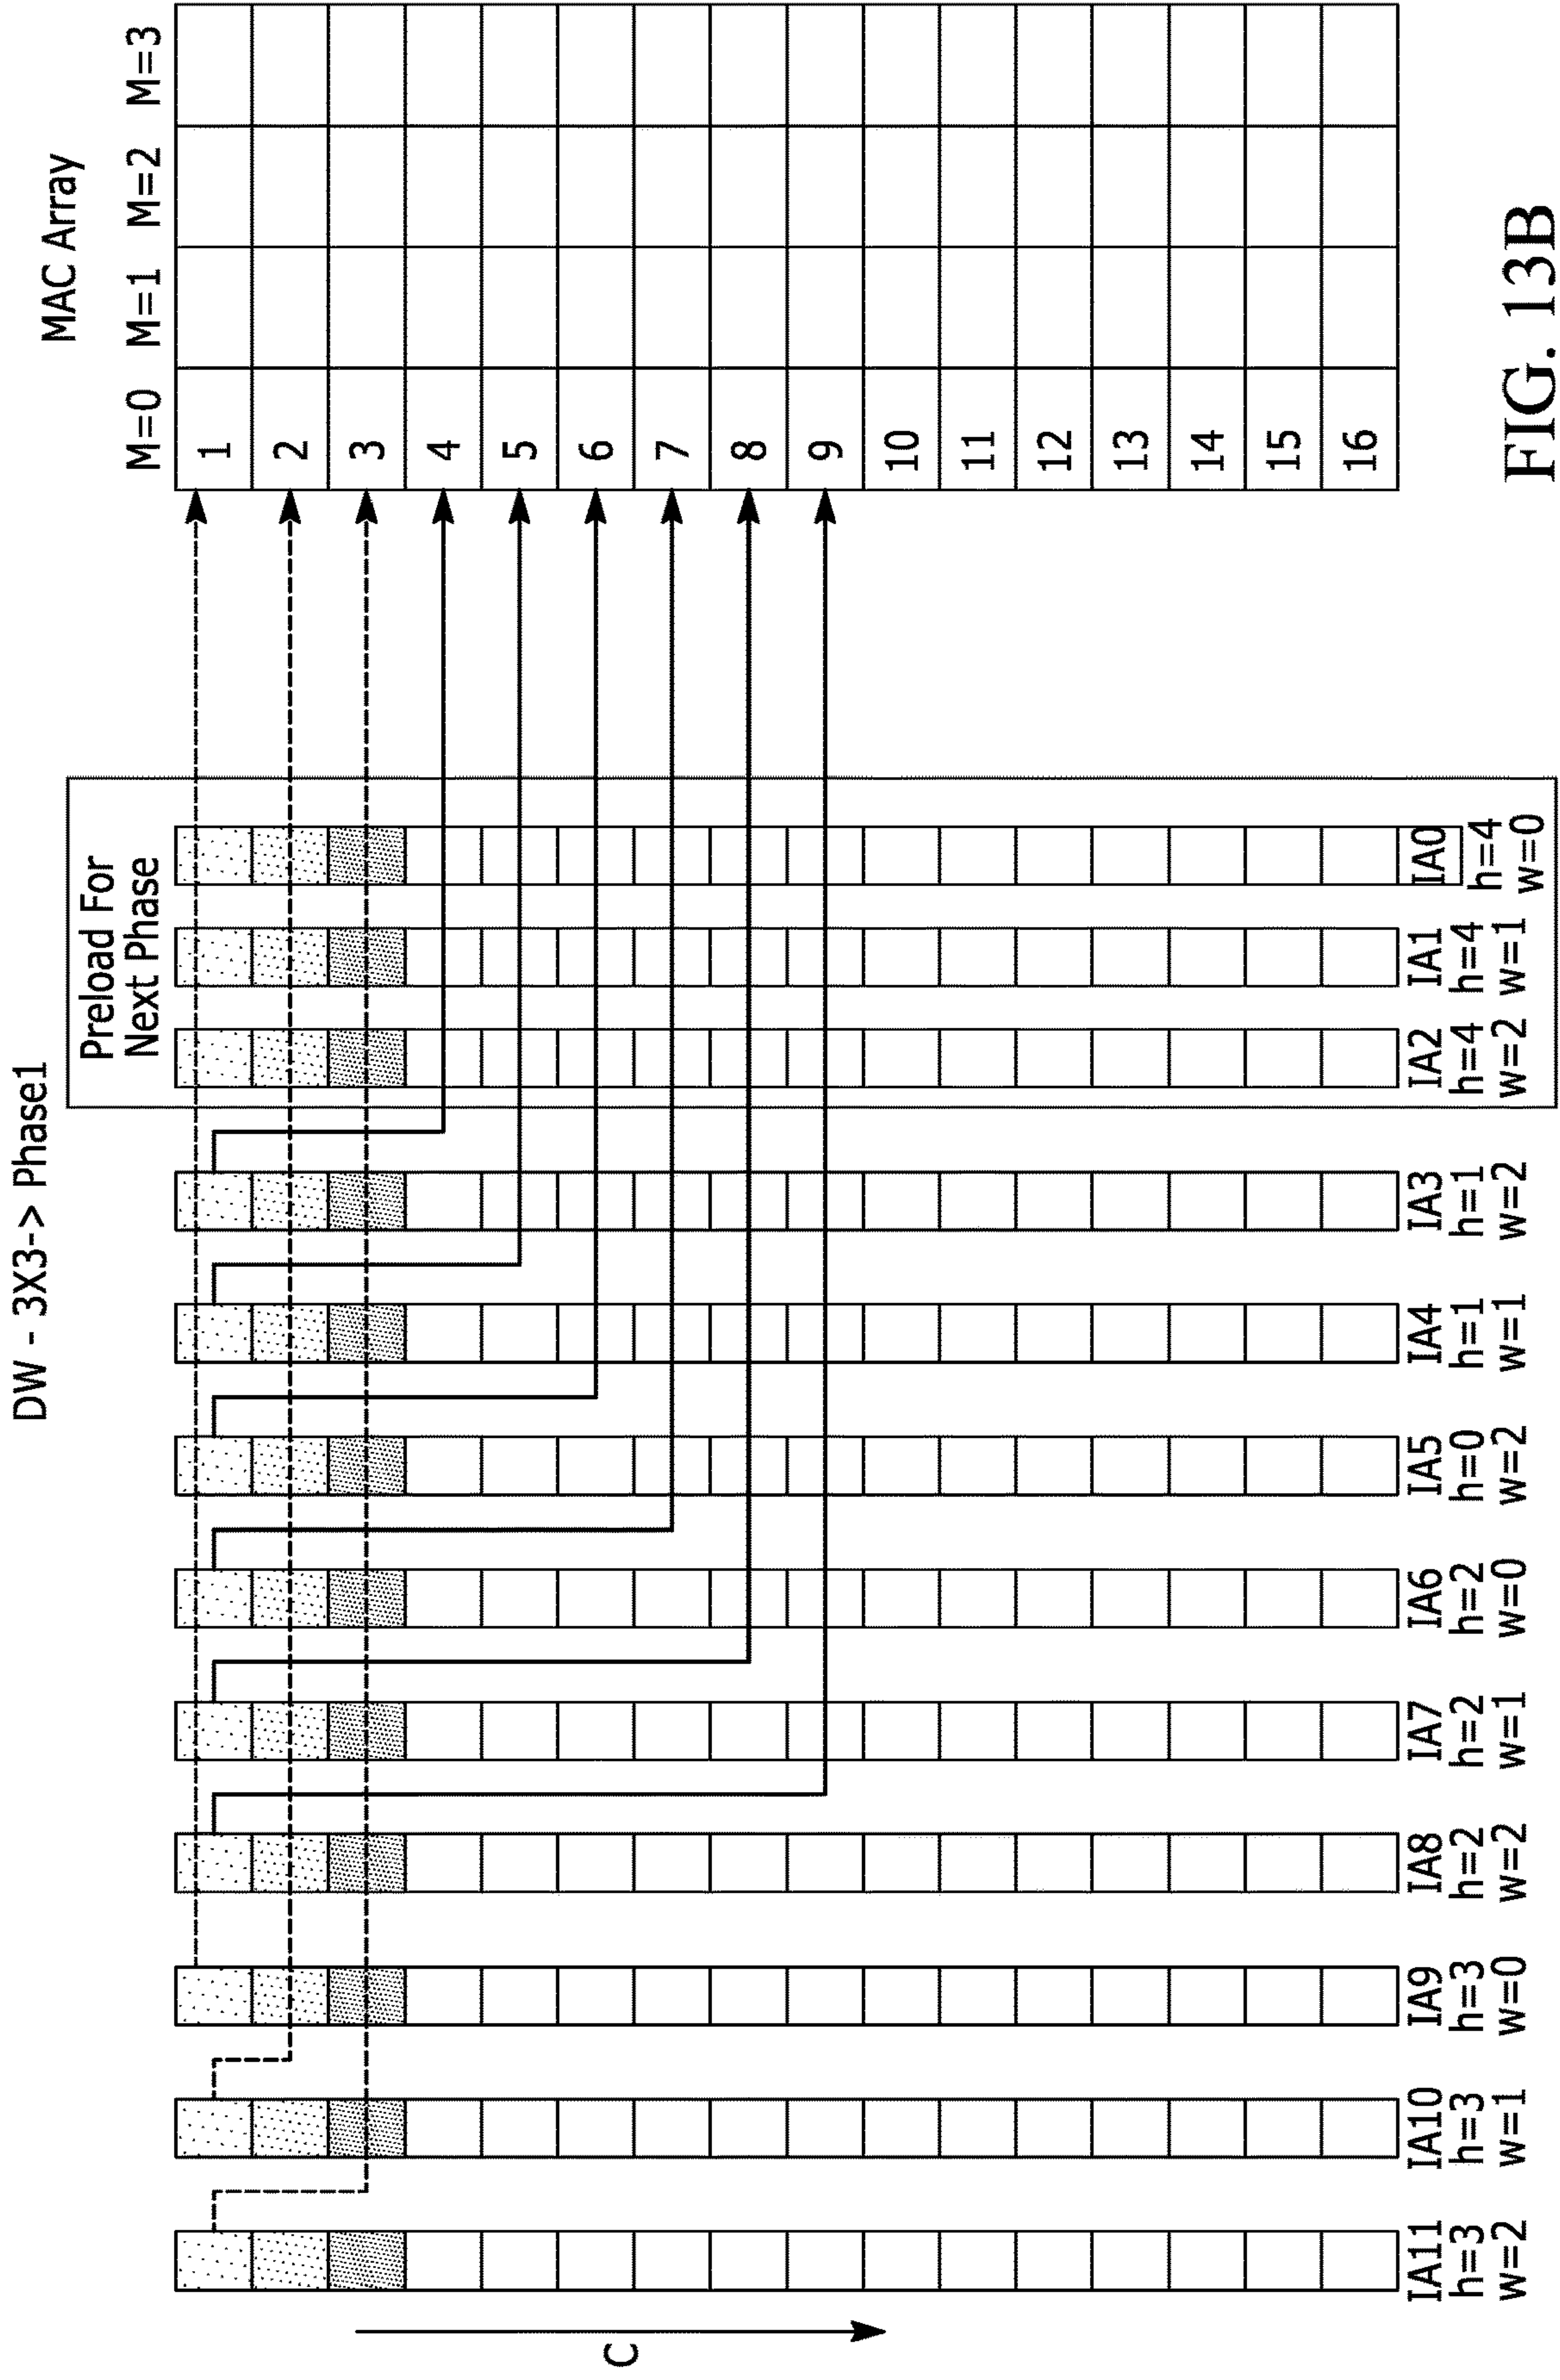 DW - 3X3-> Phase1
MAC Array
Preload For
Next Phase
M=0 M=1 M=2 M=3
1
2
3
4
5
6
7
8
9
10
11
12
13
14
15
16
C
IA11
h=3
w=2
IA10
h=3
w=1
IA9
h=3
w=0
IA8
h=2
w=2
IA7
h=2
w=1
IA6
h=2
w=0
IA5
h=0
w=2
IA4
h=1
w=1
IA3
h=1
w=2
IA2
h=4
w=2
IA1
h=4
w=1
IA0
h=4
w=0
FIG. 13B